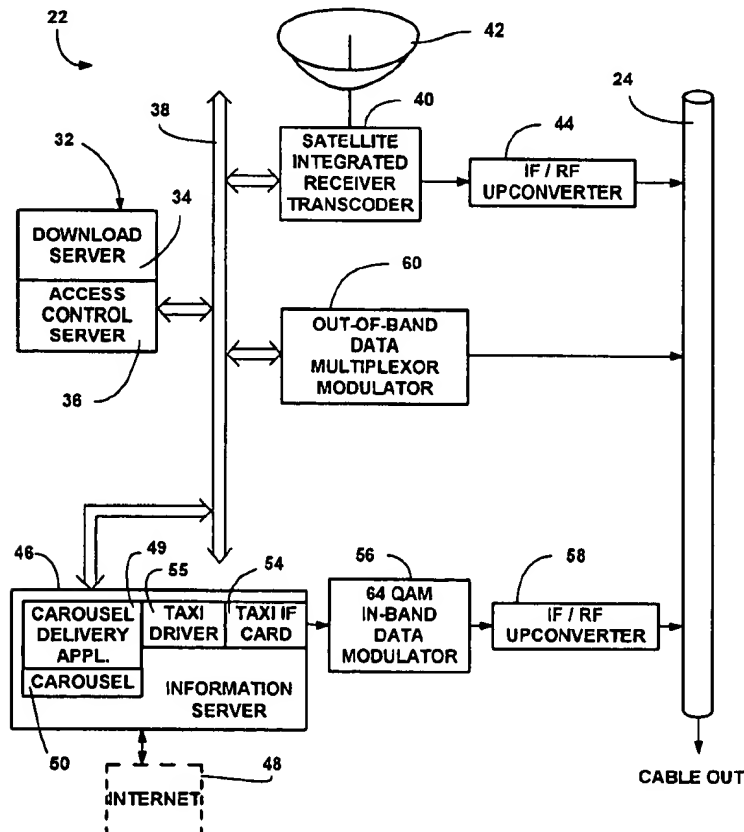 22
42
38
40
24
32
44
SATELLITE
INTEGRATED
RECEIVER
TRANSCODER
IF / RF
UPCONVERTER
34
DOWNLOAD
SERVER
60
ACCESS
CONTROL
SERVER
OUT-OF-BAND
DATA
MULTIPLEXOR
MODULATOR
36
46
49
55
54
56
58
CAROUSEL
DELIVERY
APPL.
TAXI
DRIVER
TAXI IF
CARD
64 QAM
IN-BAND
DATA
MODULATOR
IF / RF
UPCONVERTER
CAROUSEL
INFORMATION
SERVER
50
48
INTERNET
CABLE OUT